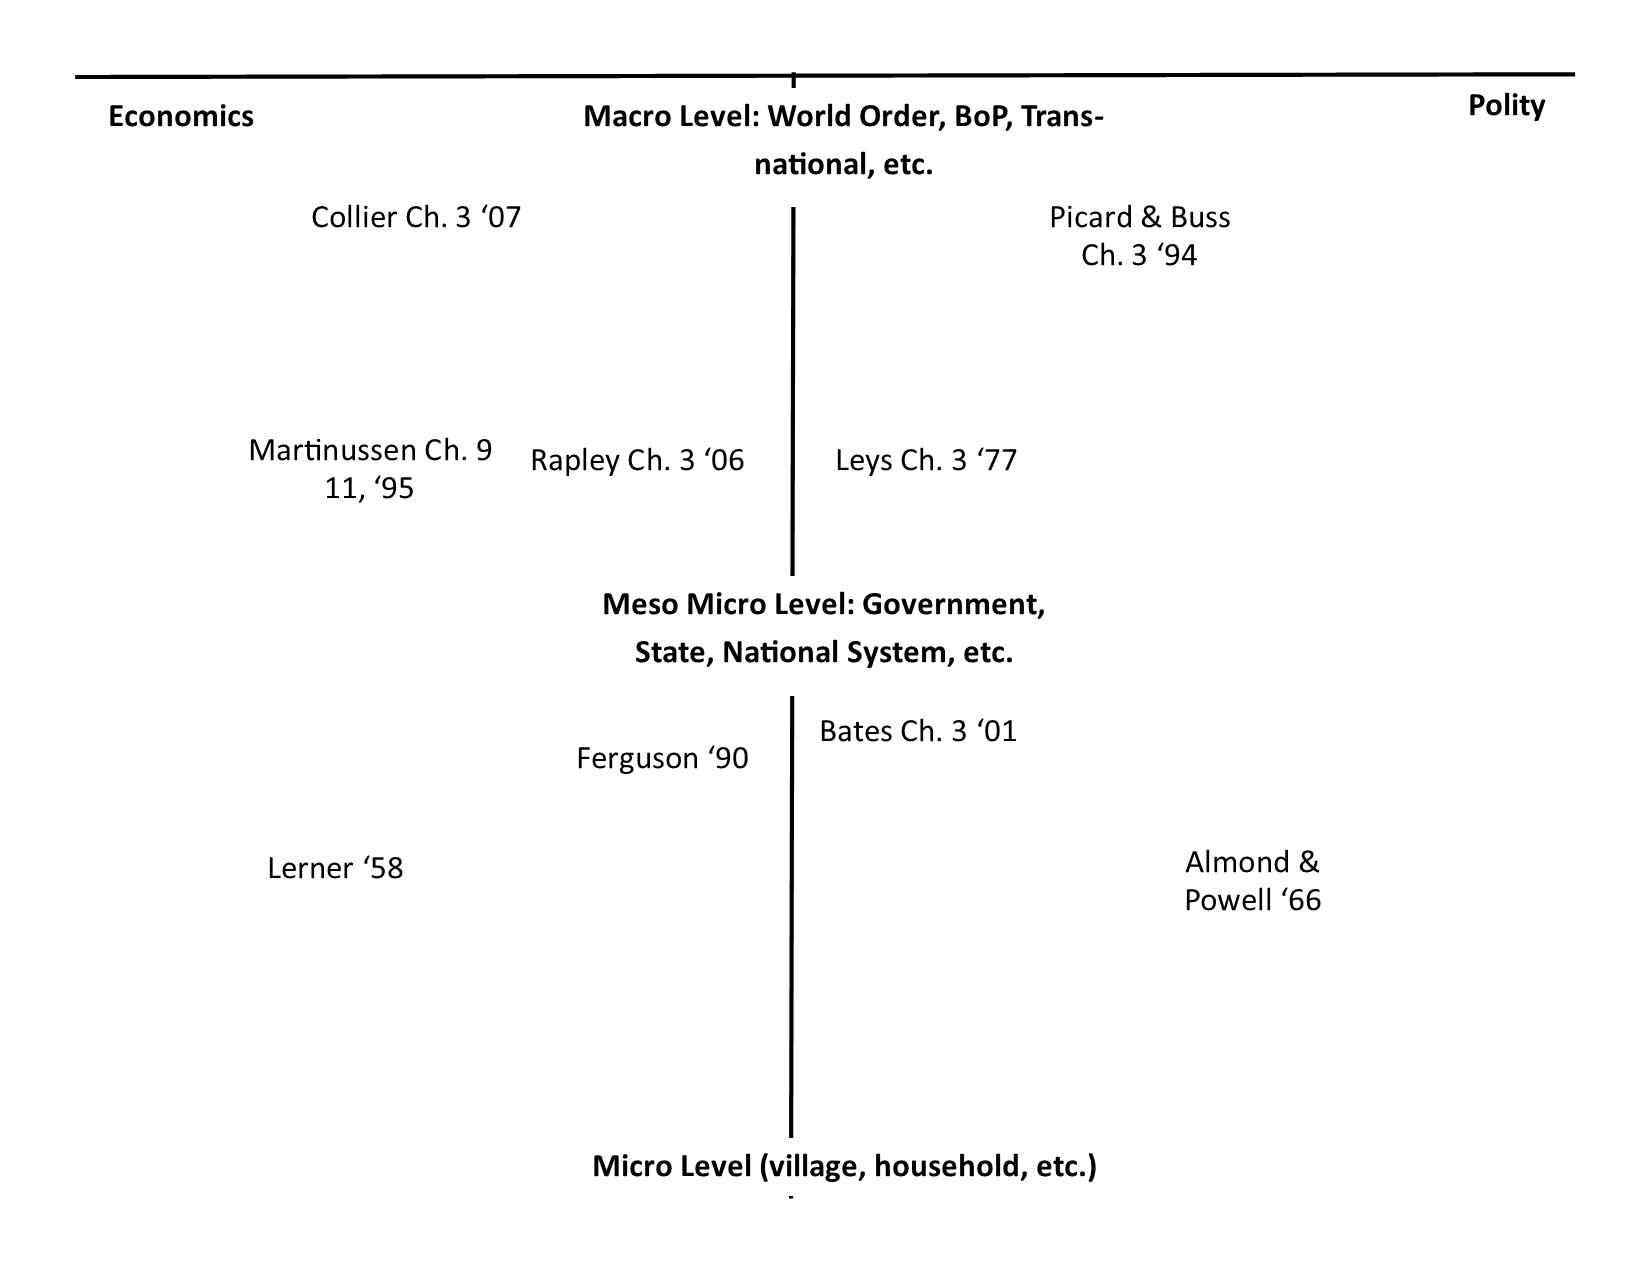 Economics
Macro Level: World Order, BoP, Trans-
national, etc.
Polity
Collier Ch. 3 ‘07
Picard & Buss
Ch. 3 ‘94
Martinussen Ch. 9
11, ‘95
Rapley Ch. 3 ‘06
Leys Ch. 3 ‘77
Meso Micro Level: Government,
State, National System, etc.
Ferguson ‘90
Bates Ch. 3 ‘01
Lerner ‘58
Almond &
Powell ‘66
Micro Level (village, household, etc.)